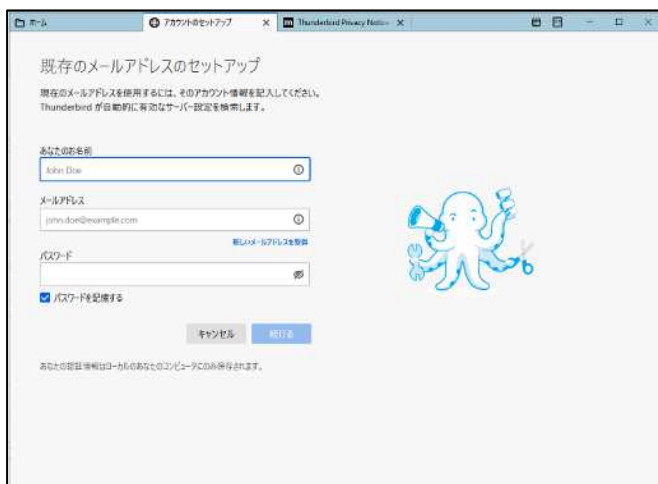 ホーム
アカウントのセットアップ
Thunderbird Privacy Notice
既存のメールアドレスのセットアップ
現在のメールアドレスを使用するには、そのアカウント情報を記入してください。
Thunderbird が自動的に有効なサーバー設定を検索します。
あなたのお名前
John Doe
メールアドレス
john.doe@example.com
新しいメールアドレスを取得
パスワード
パスワードを記憶する
キャンセル
続ける
あなたの認証情報はローカルのあなたのコンピュータにのみ保存されます。